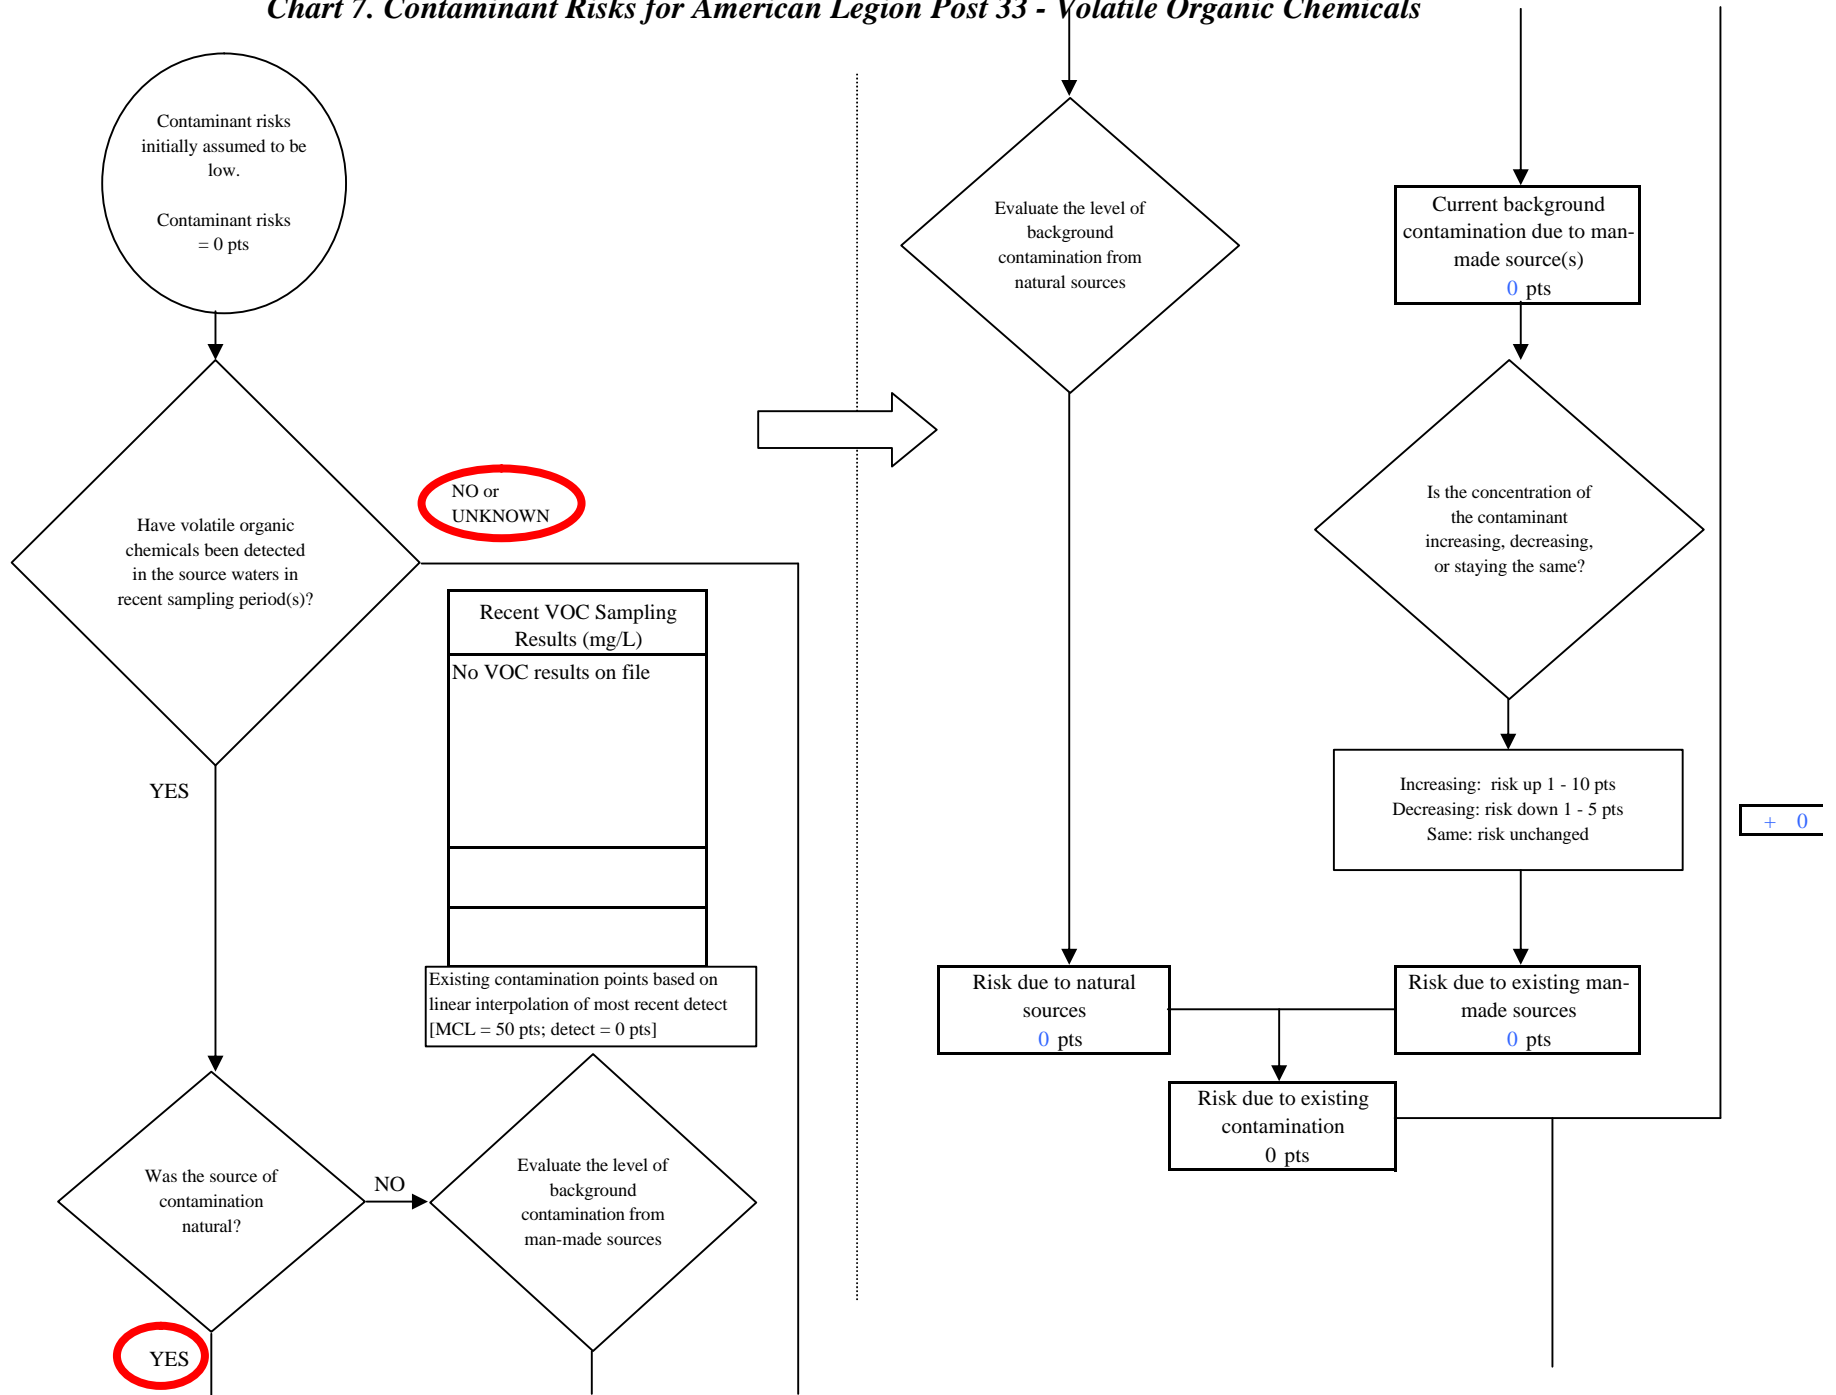 Chart 7. Contaminant Risks for American Legion Post 33 - Volatile Organic Chemicals
Contaminant risks
initially assumed to be
low.
Contaminant risks
= 0 pts
Have volatile organic
chemicals been detected
in the source waters in
recent sampling period(s)?
NO or
UNKNOWN
YES
Recent VOC Sampling
Results (mg/L)
No VOC results on file
Existing contamination points based on
linear interpolation of most recent detect
[MCL = 50 pts; detect = 0 pts]
Was the source of
contamination
natural?
NO
YES
Evaluate the level of
background
contamination from
man-made sources
Evaluate the level of
background
contamination from
natural sources
Current background
contamination due to man-
made source(s)
0 pts
Is the concentration of
the contaminant
increasing, decreasing,
or staying the same?
Increasing: risk up 1 - 10 pts
Decreasing: risk down 1 - 5 pts
Same: risk unchanged
+ 0
Risk due to natural
sources
0 pts
Risk due to existing man-
made sources
0 pts
Risk due to existing
contamination
0 pts